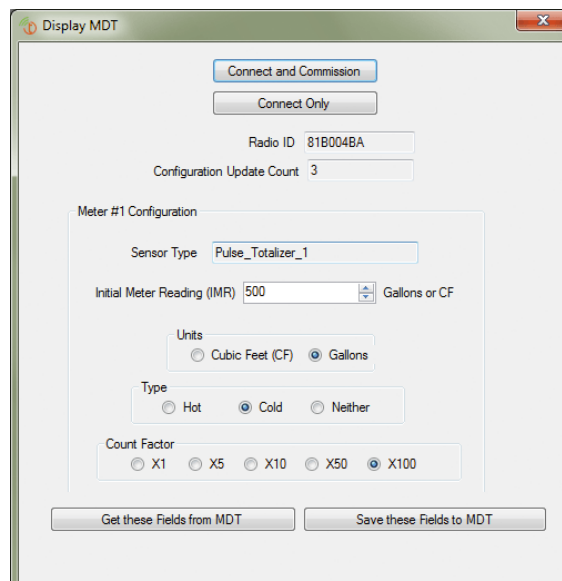 Display MDT
Connect and Commission
Connect Only
Radio ID 81B004BA
Configuration Update Count 3
Meter #1 Configuration
Sensor Type Pulse_Totalizer_1
Initial Meter Reading (IMR) 500 Gallons or CF
Units
Cubic Feet (CF) Gallons
Type
Hot Cold Neither
Count Factor
X1 X5 X10 X50 X100
Get these Fields from MDT Save these Fields to MDT